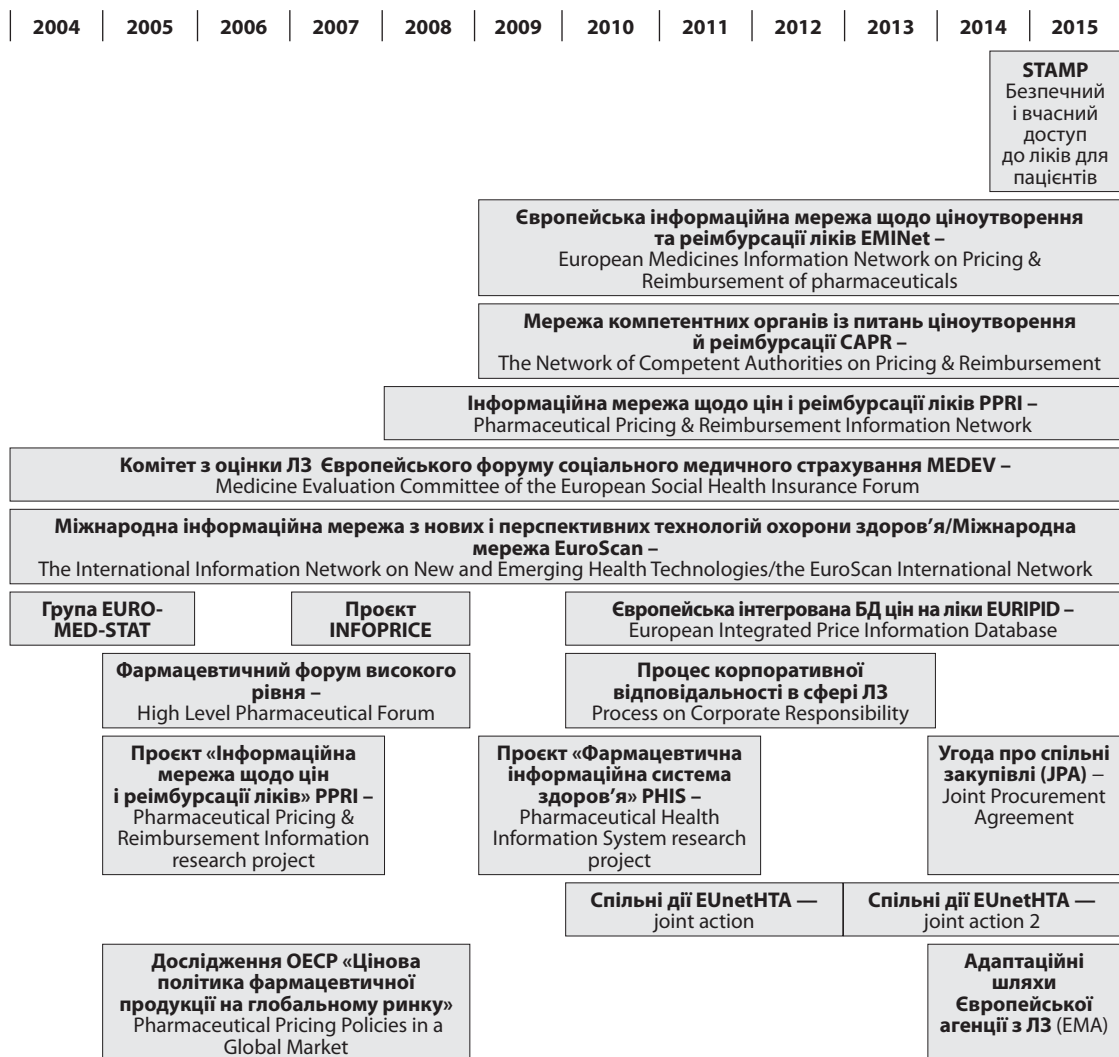 2004 2005 2006 2007 2008 2009 2010 2011 2012 2013 2014 2015
STAMP
Безпечний
і вчасний
доступ
до ліків для
пацієнтів
Європейська інформаційна мережа щодо ціноутворення
та реімбурсації ліків EMINet –
European Medicines Information Network on Pricing &
Reimbursement of pharmaceuticals
Мережа компетентних органів із питань ціноутворення
й реімбурсації CAPR –
The Network of Competent Authorities on Pricing & Reimbursement
Інформаційна мережа щодо цін і реімбурсації ліків PPRI –
Pharmaceutical Pricing & Reimbursement Information Network
Комітет з оцінки ЛЗ Європейського форуму соціального медичного страхування MEDEV –
Medicine Evaluation Committee of the European Social Health Insurance Forum
Міжнародна інформаційна мережа з нових і перспективних технологій охорони здоров’я/Міжнародна
мережа EuroScan –
The International Information Network on New and Emerging Health Technologies/the EuroScan International Network
Група EURO-
MED-STAT
Проєкт
INFOPRICE
Європейська інтегрована БД цін на ліки EURIPID –
European Integrated Price Information Database
Фармацевтичний форум високого
рівня –
High Level Pharmaceutical Forum
Процес корпоративної
відповідальності в сфері ЛЗ
Process on Corporate Responsibility
Проєкт «Інформаційна
мережа щодо цін
і реімбурсації ліків» PPRI –
Pharmaceutical Pricing &
Reimbursement Information
research project
Проєкт «Фармацевтична
інформаційна система
здоров’я» PHIS –
Pharmaceutical Health
Information System research
project
Угода про спільні
закупівлі (JPA) –
Joint Procurement
Agreement
Спільні дії EUnetHTA —
joint action
Спільні дії EUnetHTA —
joint action 2
Дослідження ОЕСР «Цінова
політика фармацевтичної
продукції на глобальному ринку»
Pharmaceutical Pricing Policies in a
Global Market
Адаптаційні
шляхи
Європейської
агенції з ЛЗ (EMA)